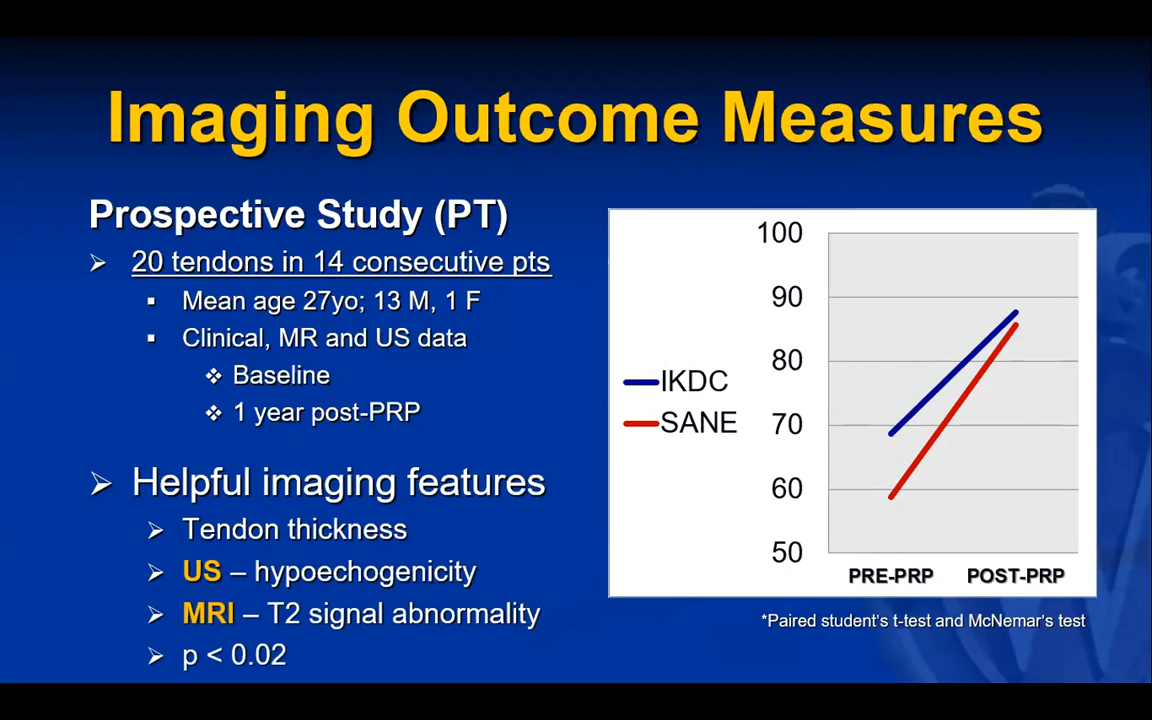 Imaging Outcome Measures
Prospective Study (PT)
➢ 20 tendons in 14 consecutive pts
▪ Mean age 27yo; 13 M, 1 F
▪ Clinical, MR and US data
❖ Baseline
❖ 1 year post-PRP
➢ Helpful imaging features
➢ Tendon thickness
➢ US – hypoechogenicity
➢ MRI – T2 signal abnormality
➢ p < 0.02
100
90
80
70
60
50
IKDC
SANE
PRE-PRP
POST-PRP
*Paired student's t-test and McNemar's test